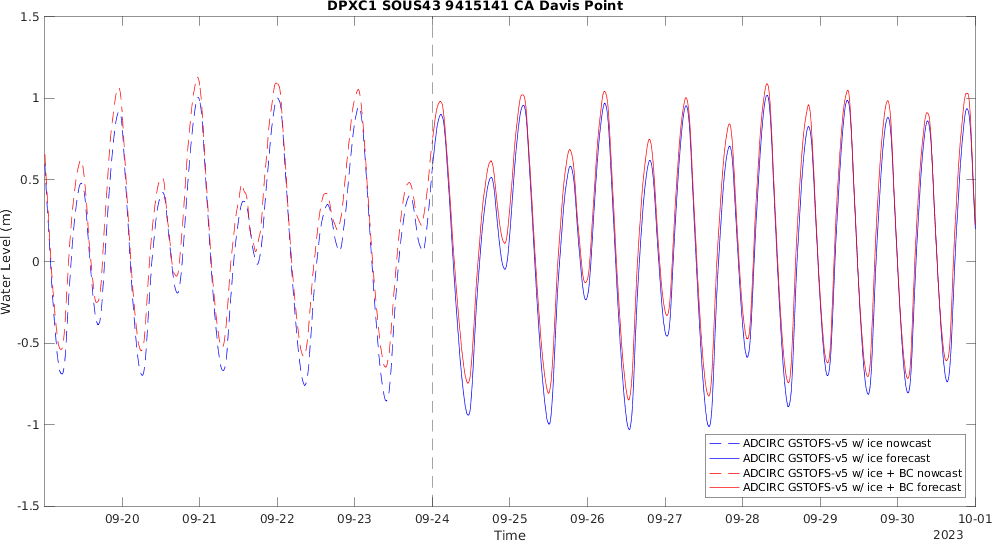 DPXC1 SOUS43 9415141 CA Davis Point
Water Level (m)
1.5
1
0.5
0
-0.5
-1
-1.5
ADCIRC GSTOFS-v5 w/ ice nowcast
ADCIRC GSTOFS-v5 w/ ice forecast
ADCIRC GSTOFS-v5 w/ ice + BC nowcast
ADCIRC GSTOFS-v5 w/ ice + BC forecast
09-20 09-21 09-22 09-23 09-24 09-25 09-26 09-27 09-28 09-29 09-30 10-01
Time
2023